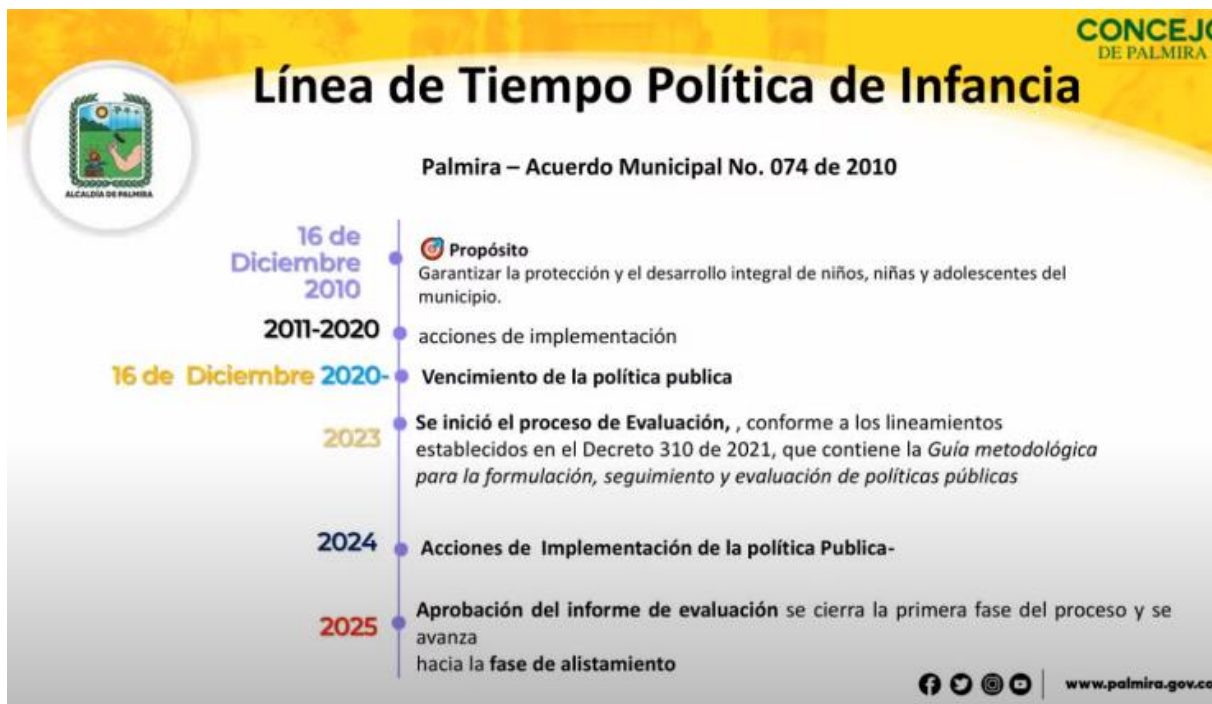 CONCEJO
DE PALMIRA
Línea de Tiempo Política de Infancia
ALCALDÍA DE PALMIRA
Palmira – Acuerdo Municipal No. 074 de 2010
16 de
Diciembre
2010
Propósito
Garantizar la protección y el desarrollo integral de niños, niñas y adolescentes del
municipio.
2011-2020
acciones de implementación
16 de Diciembre 2020-
Vencimiento de la política publica
2023
Se inició el proceso de Evaluación, , conforme a los lineamientos
establecidos en el Decreto 310 de 2021, que contiene la Guía metodológica
para la formulación, seguimiento y evaluación de políticas públicas
2024
Acciones de Implementación de la política Publica-
2025
Aprobación del informe de evaluación se cierra la primera fase del proceso y se
avanza
hacia la fase de alistamiento
www.palmira.gov.co